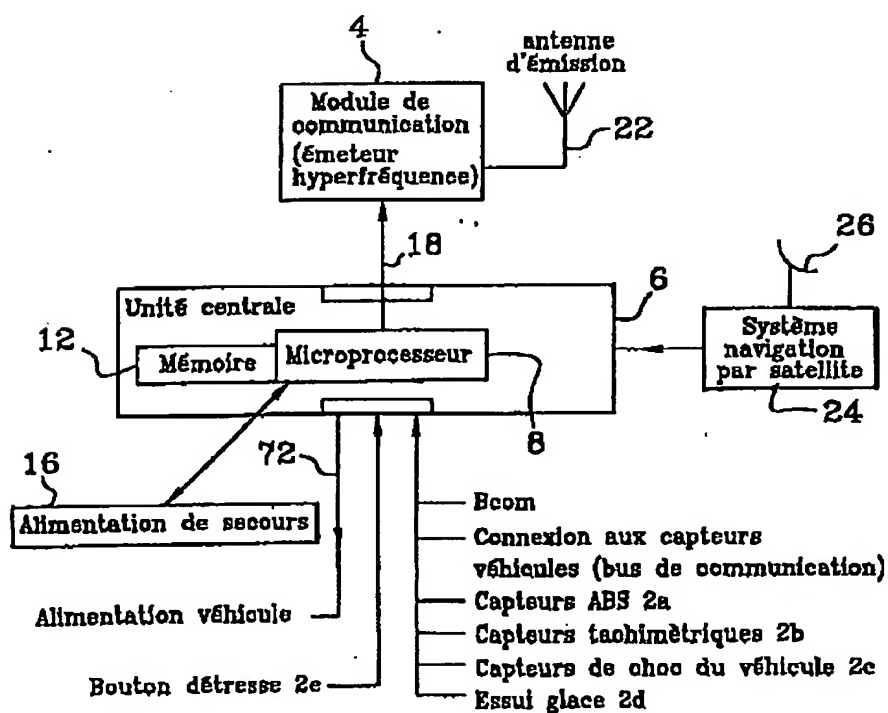 4
antenne
d'émission
Module de
communication
(émeteur
hyperfréquence)
22
18
26
Unité centrale
6
Système
navigation
par satellite
12
Mémoire
Microprocesseur
24
8
72
16
Alimentation de secours
Bcom
Connexion aux capteurs
véhicules (bus de communication)
Alimentation véhicule
Capteurs ABS 2a
Capteurs tachimètriques 2b
Capteurs de choc du véhicule 2c
Bouton détresse 2e
Essui glace 2d